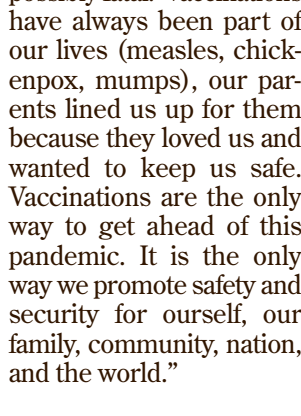 have always been part of
our lives (measles, chick-
enpox, mumps), our par-
ents lined us up for them
because they loved us and
wanted to keep us safe.
Vaccinations are the only
way to get ahead of this
pandemic. It is the only
way we promote safety and
security for ourself, our
family, community, nation,
and the world.”